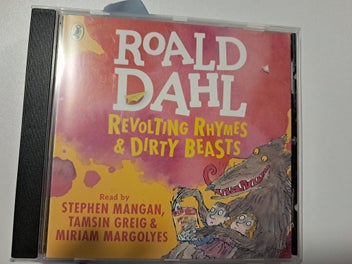 ROALD
DAHL
REVOLTING RHYMES
& DIRTY BEASTS
Read by
STEPHEN MANGAN,
TAMSIN GREIG &
MIRIAM MARGOLYES